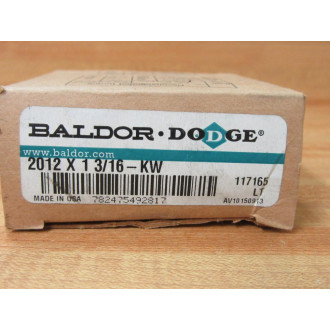 BALDOR · DODGE®
www.baldor.com
2012 X 1 3/16-KW
117165
LT
MADE IN USA 782475492817